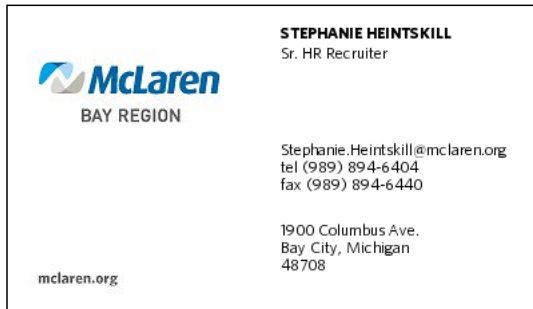 McLaren
BAY REGION
mclaren.org
STEPHANIE HEINTSKILL
Sr. HR Recruiter
Stephanie.Heintskill@mclaren.org
tel (989) 894-6404
fax (989) 894-6440
1900 Columbus Ave.
Bay City, Michigan
48708